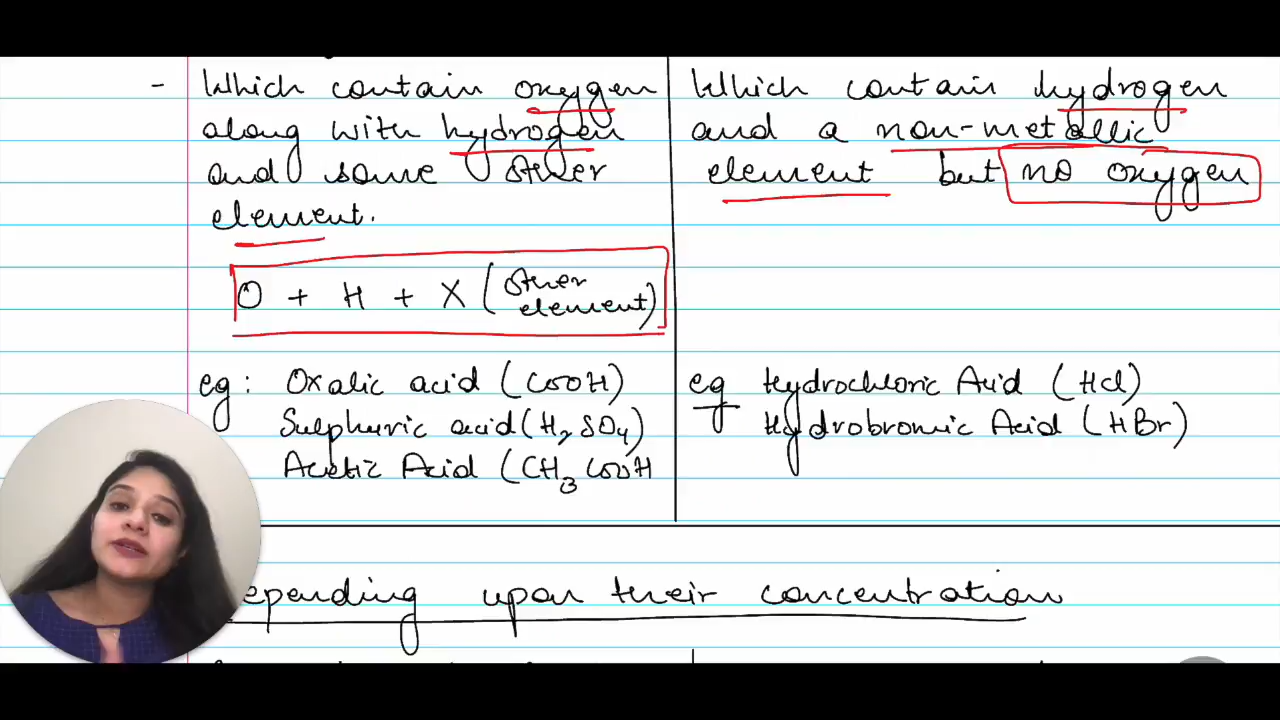 - Which contain oxygen
along with hydrogen
and some other
element.
O + H + X (other element)
eg: Oxalic acid (COOH)
Sulphuric acid (H2SO4)
Acetic Acid (CH3COOH
Which contain hydrogen
and a non-metallic
element but no oxygen
eg Hydrochloric Acid (HCl)
Hydrobromic Acid (HBr)
epending upon their concentration